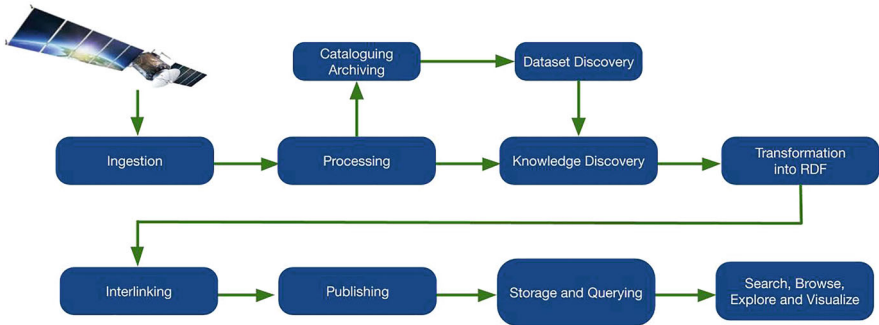 Cataloguing
Archiving
Dataset Discovery
Ingestion
Processing
Knowledge Discovery
Transformation
into RDF
Interlinking
Publishing
Storage and Querying
Search, Browse,
Explore and Visualize